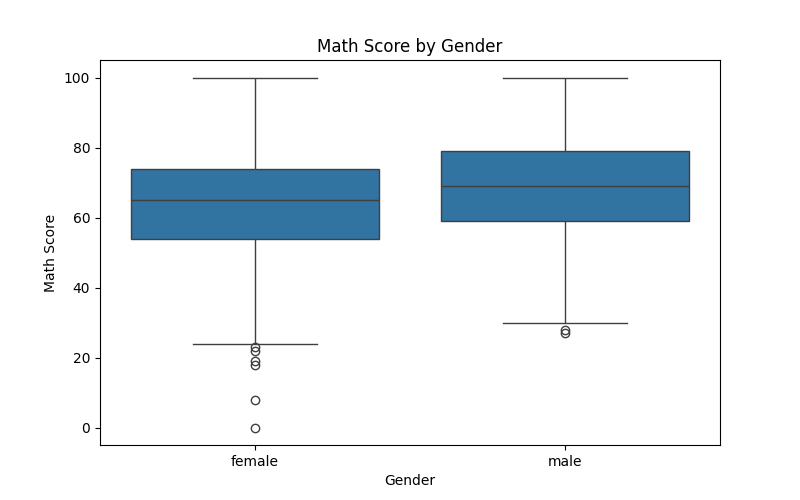 Math Score by Gender
100
80
60
40
20
0
Math Score
female
male
Gender